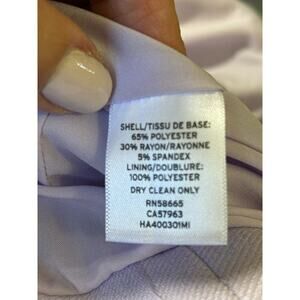 SHELL/TISSU DE BASE:
65% POLYESTER
30% RAYON/RAYONNE
5% SPANDEX
LINING/DOUBLURE:
100% POLYESTER
DRY CLEAN ONLY
RN58665
CA57963
HA400301MI